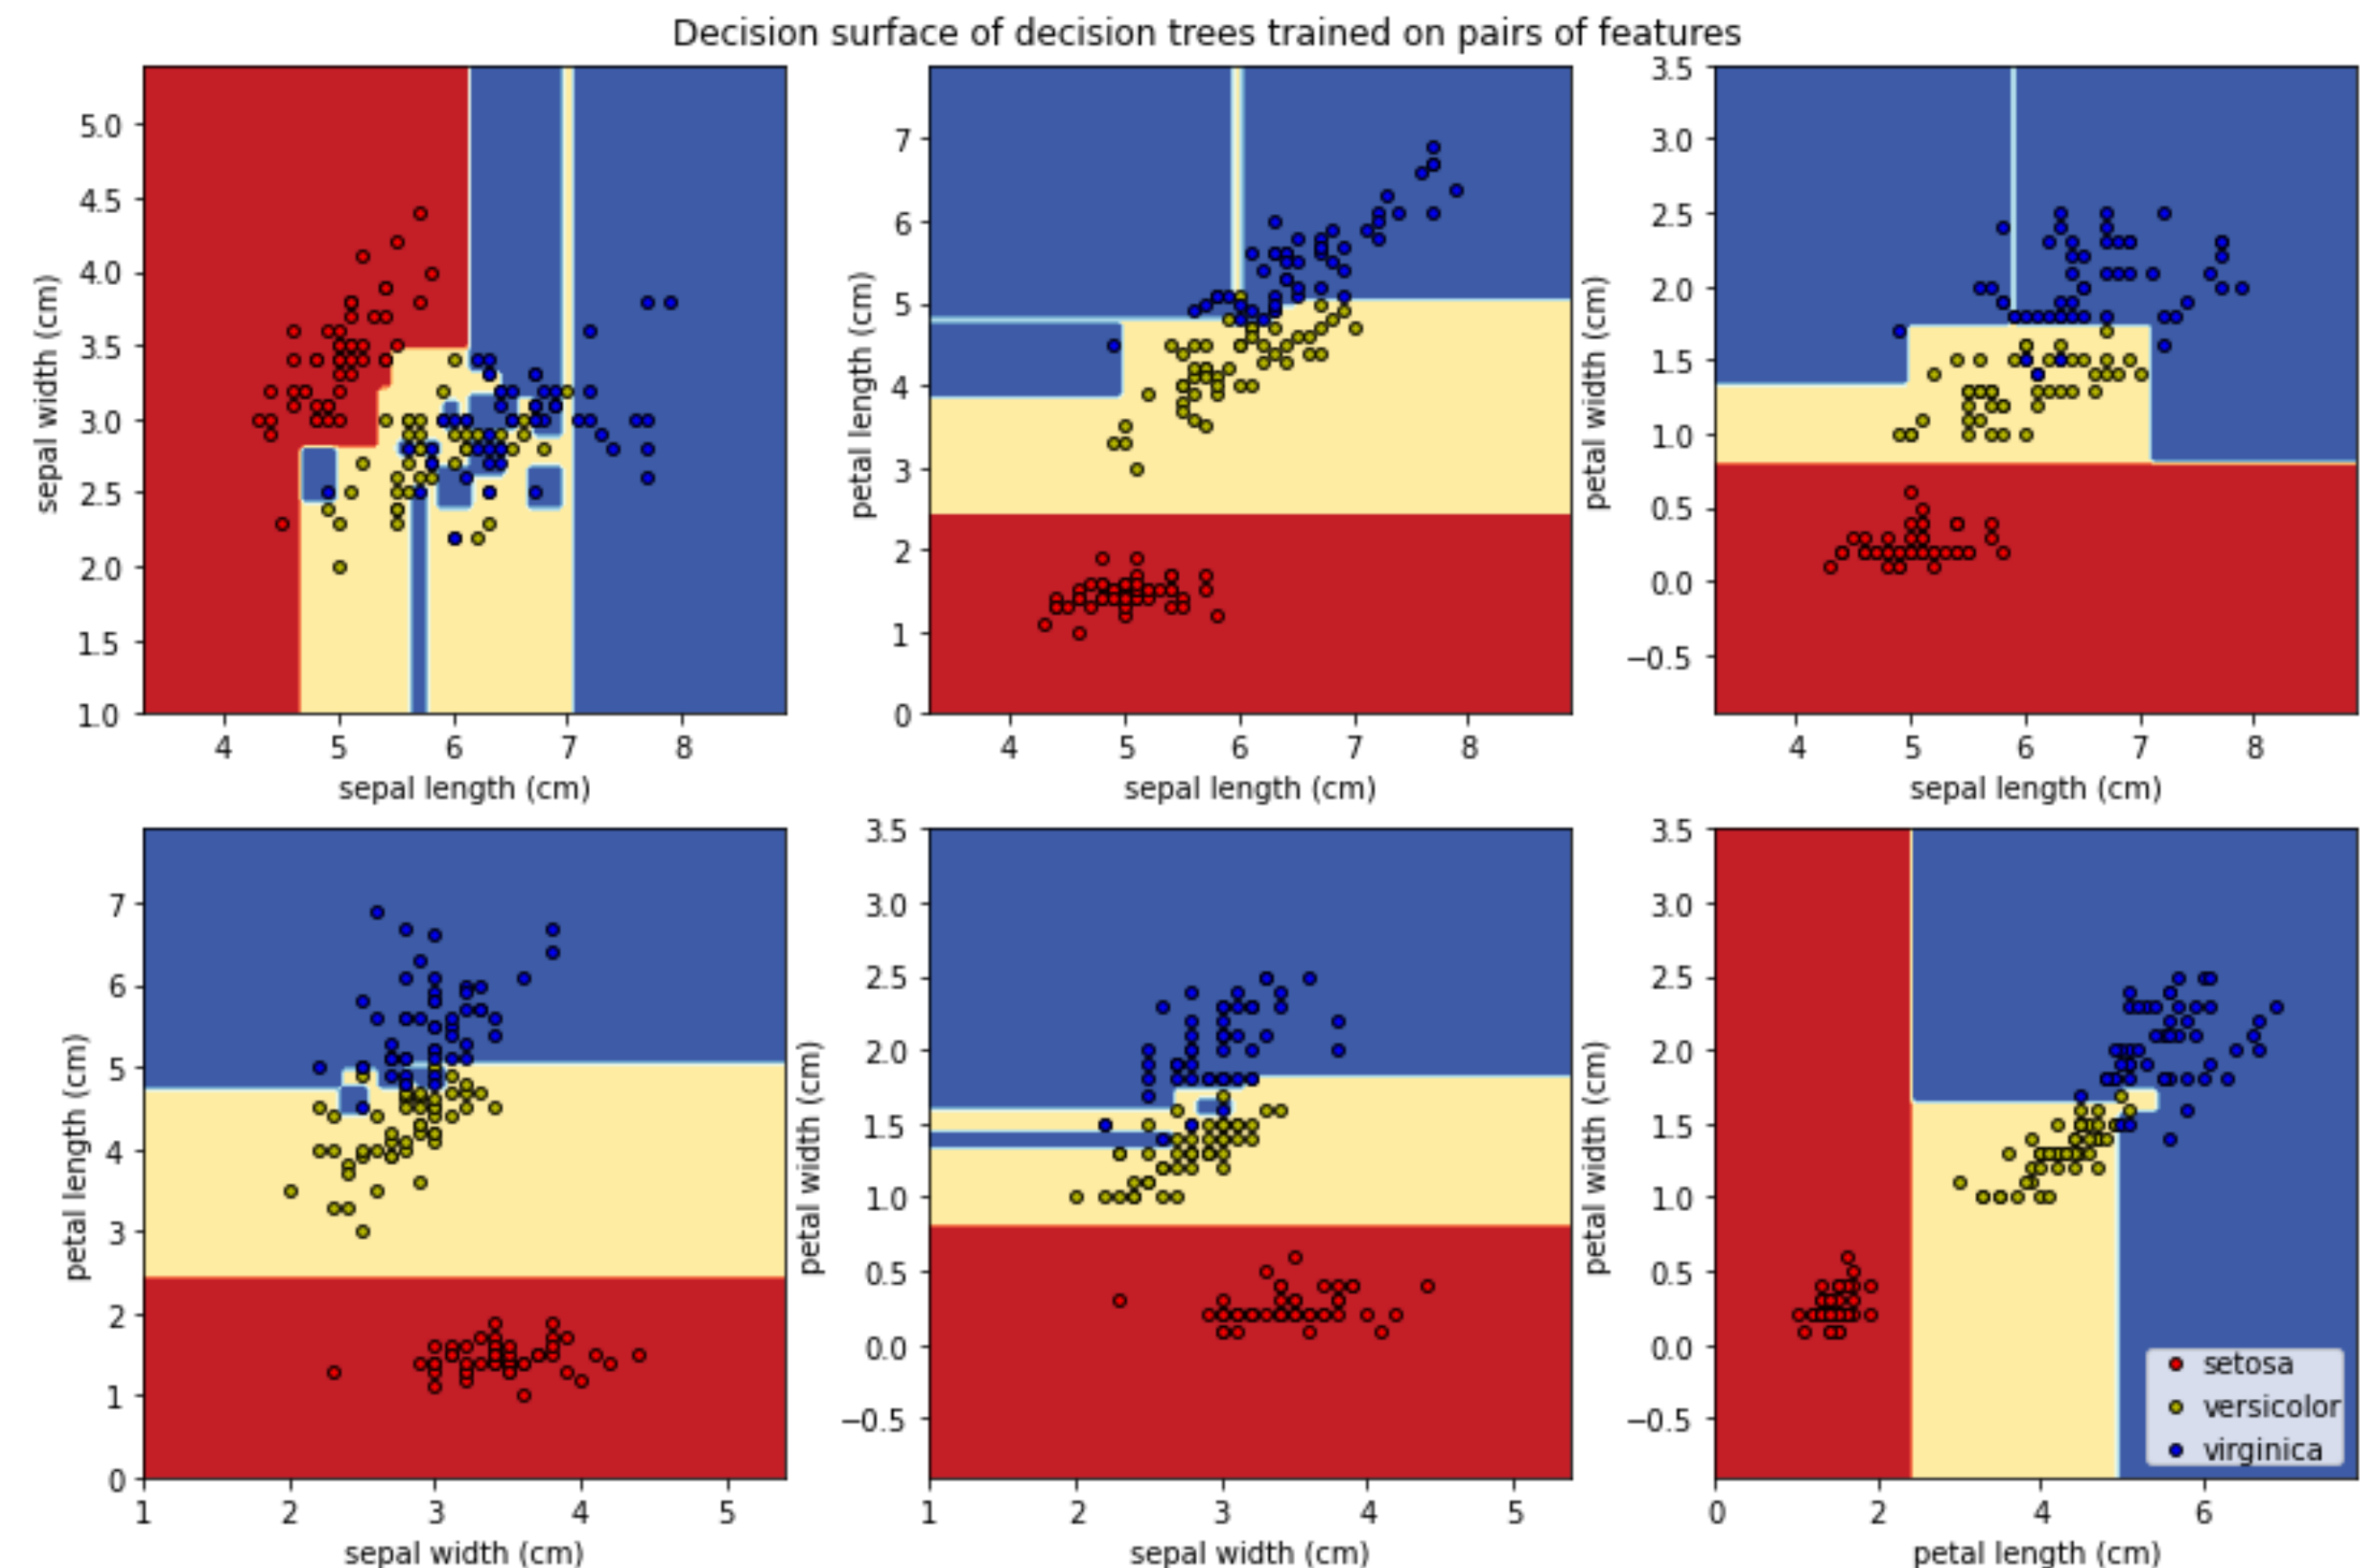 Decision surface of decision trees trained on pairs of features
sepal width (cm)
5.0
4.5
4.0
3.5
3.0
2.5
2.0
1.5
1.0
4 5 6 7 8
sepal length (cm)
petal length (cm)
7
6
5
4
3
2
1
0
4 5 6 7 8
sepal length (cm)
petal width (cm)
3.5
3.0
2.5
2.0
1.5
1.0
0.5
0.0
−0.5
4 5 6 7 8
sepal length (cm)
petal length (cm)
7
6
5
4
3
2
1
0
1 2 3 4 5
sepal width (cm)
petal width (cm)
3.5
3.0
2.5
2.0
1.5
1.0
0.5
0.0
−0.5
1 2 3 4 5
sepal width (cm)
petal width (cm)
3.5
3.0
2.5
2.0
1.5
1.0
0.5
0.0
−0.5
0 2 4 6
petal length (cm)
setosa
versicolor
virginica